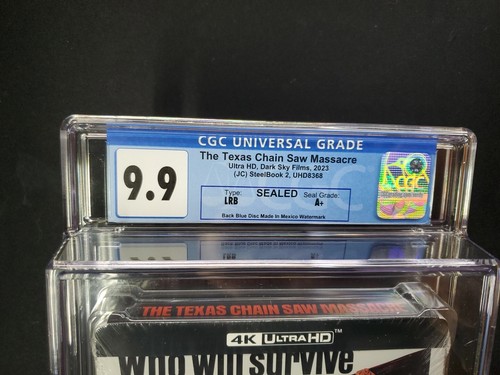 CGC UNIVERSAL GRADE
9.9
The Texas Chain Saw Massacre
Ultra HD, Dark Sky Films, 2023
(JC) SteelBook 2, UHD8368
Type: SEALED Seal Grade:
LRB A+
Back Blue Disc Made In Mexico Watermark
CGC
THE TEXAS CHAIN SAW MASSACRE
4K ULTRA HD™
who will survive